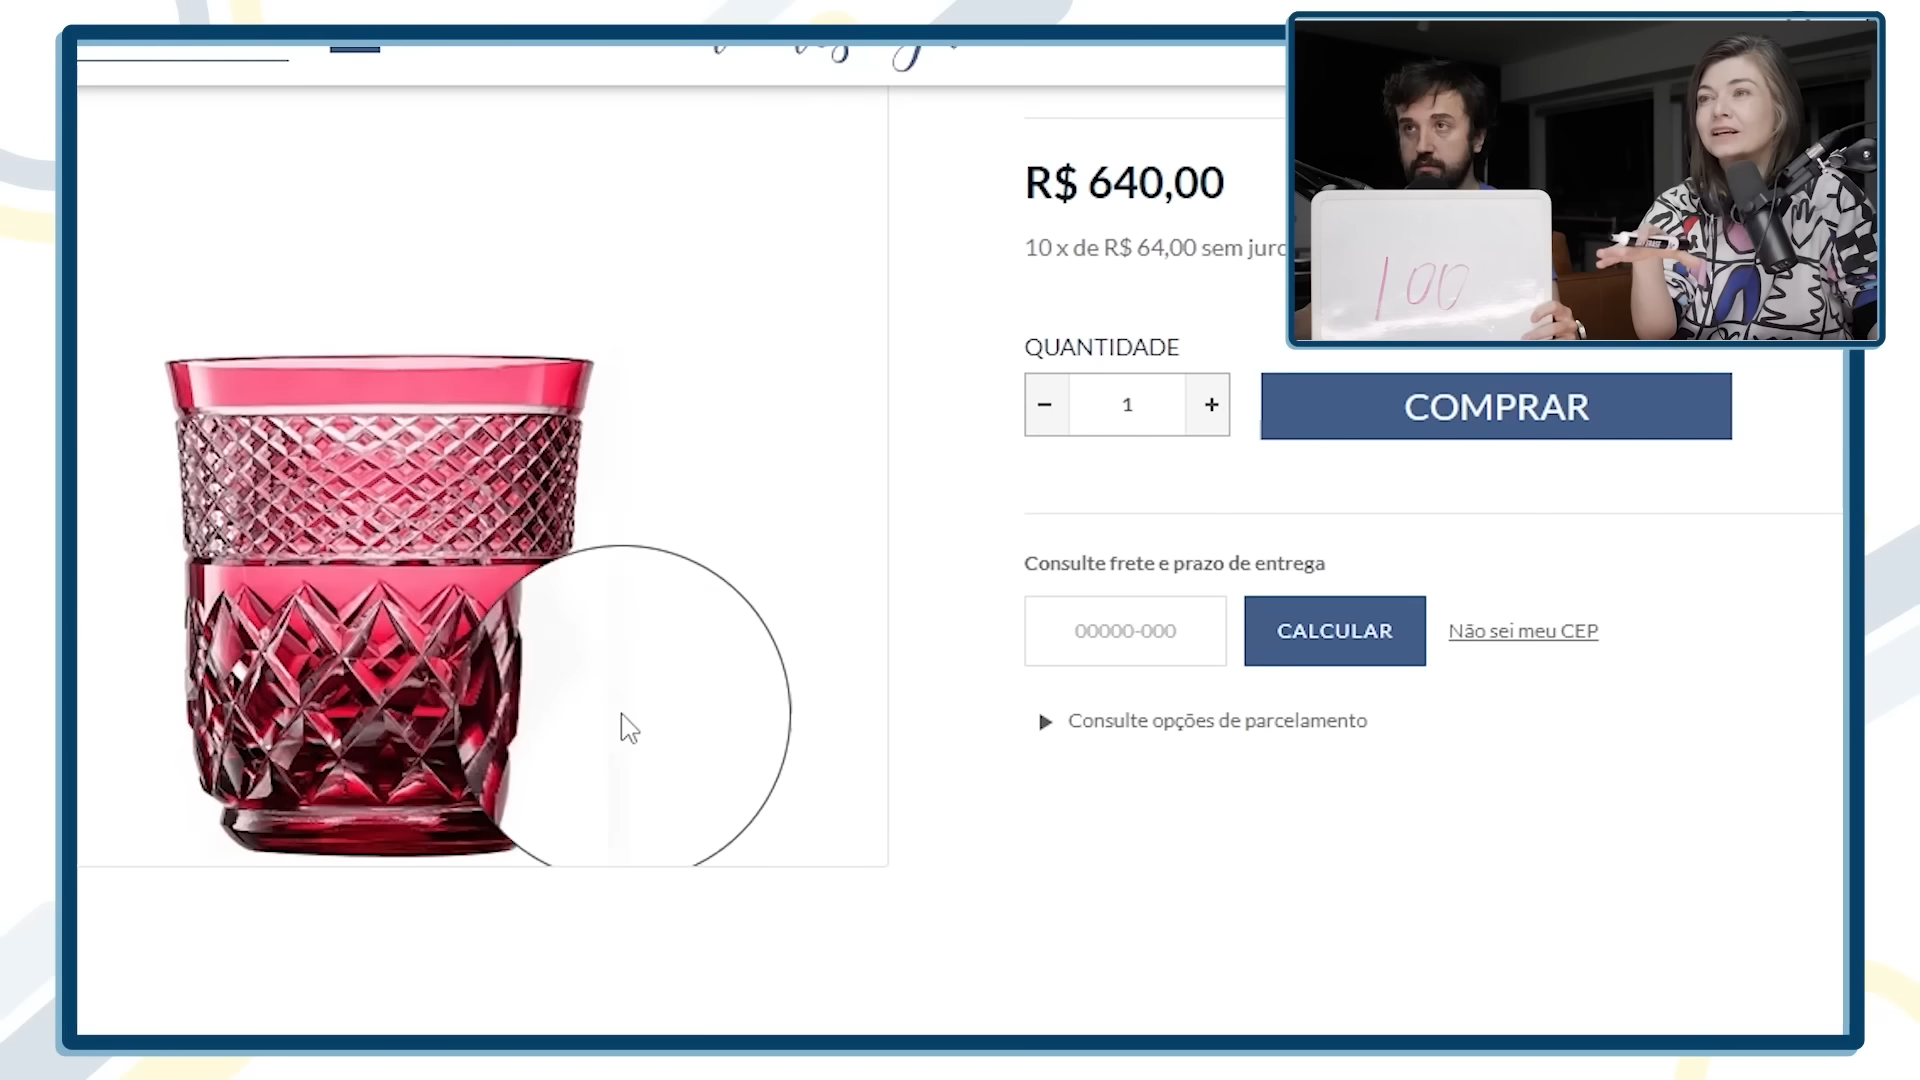 R$ 640,00
10 x de R$ 64,00 sem juro
QUANTIDADE
− 1 +
COMPRAR
Consulte frete e prazo de entrega
00000-000
CALCULAR
Não sei meu CEP
Consulte opções de parcelamento
100